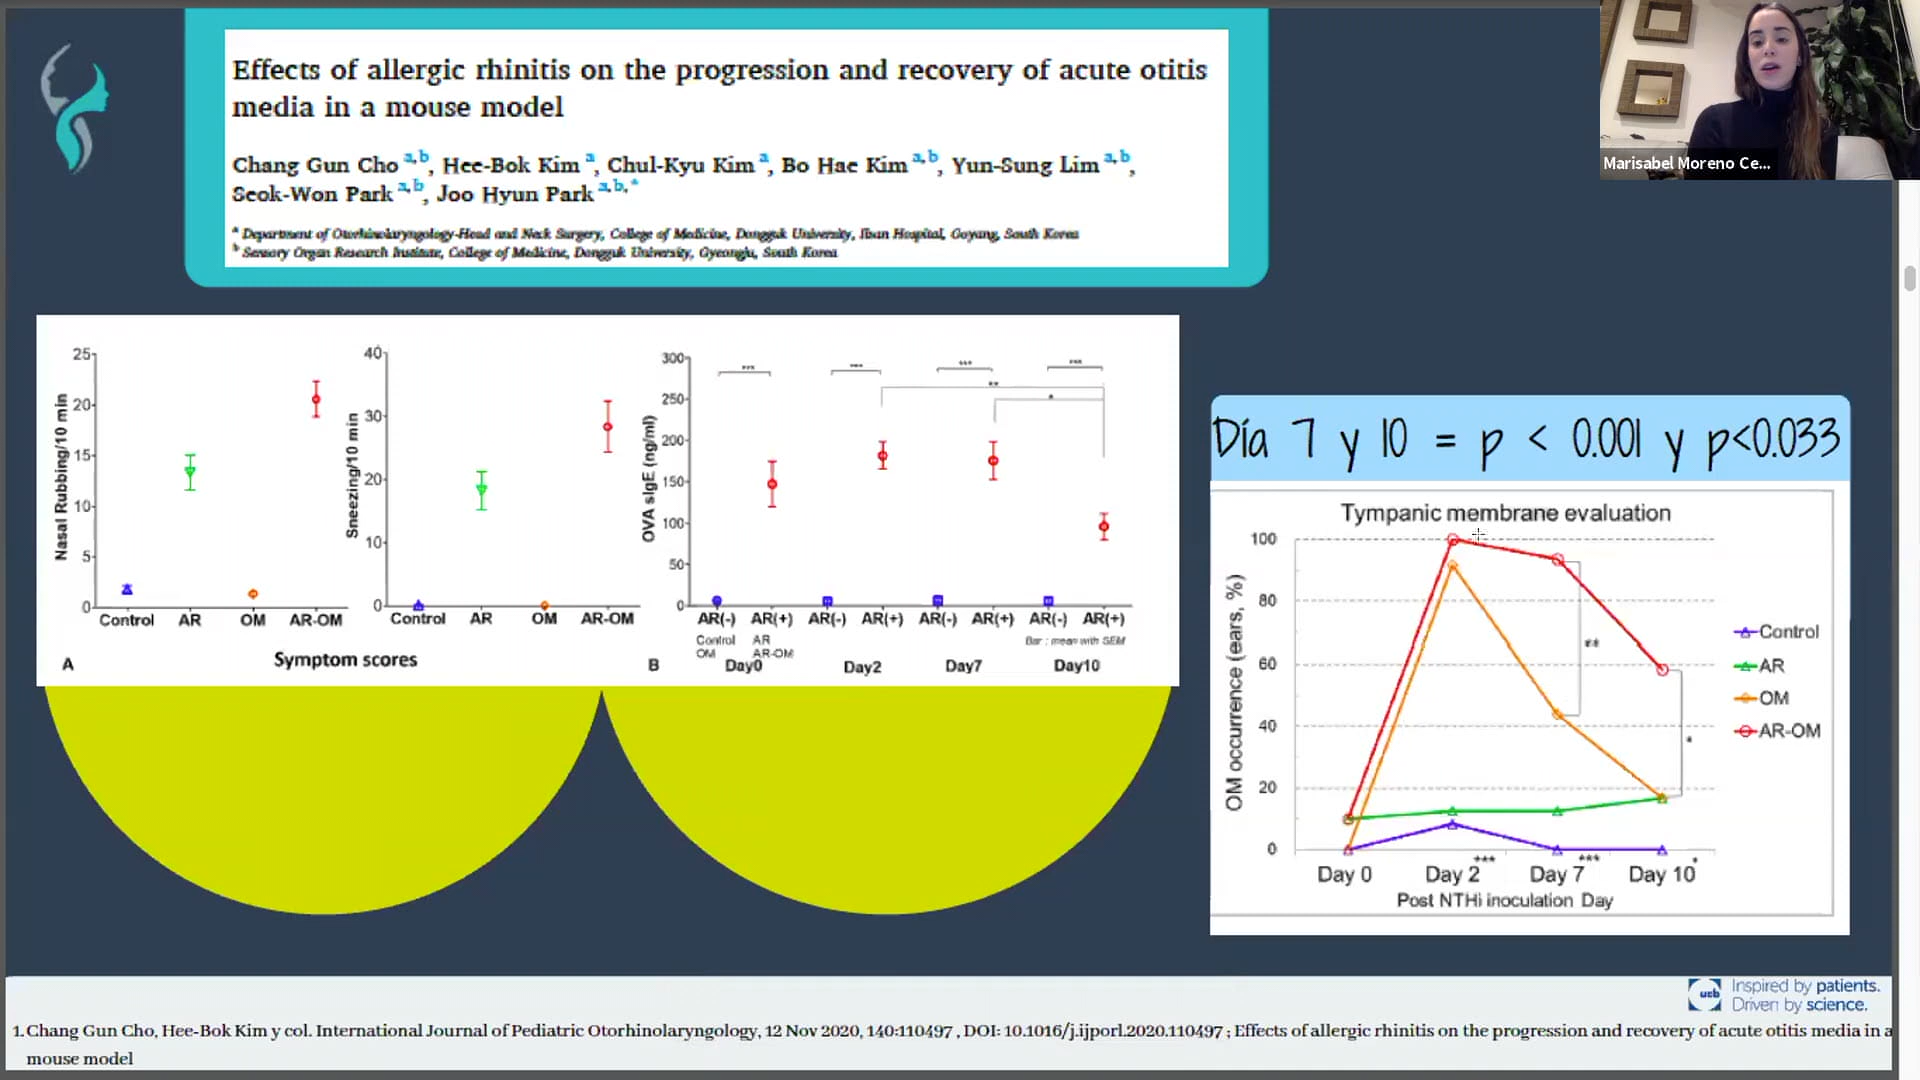 Effects of allergic rhinitis on the progression and recovery of acute otitis
media in a mouse model
Chang Gun Cho a,b, Hee-Bok Kim a, Chul-Kyu Kim a, Bo Hae Kim a,b, Yun-Sung Lim a,b,
Seok-Won Park a,b, Joo Hyun Park a,b,*
a Department of Otorhinolaryngology-Head and Neck Surgery, College of Medicine, Dongguk University, Ilsan Hospital, Goyang, South Korea
b Sensory Organ Research Institute, College of Medicine, Dongguk University, Gyeongju, South Korea
Marisabel Moreno Ce...
Nasal Rubbing/10 min
25
20
15
10
5
0
Control AR OM AR-OM
Sneezing/10 min
40
30
20
10
0
Control AR OM AR-OM
A
Symptom scores
OVA sIgE (ng/ml)
300
250
200
150
100
50
0
*** *** *** ***
**
*
AR(-) AR(+) AR(-) AR(+) AR(-) AR(+) AR(-) AR(+)
Control AR
OM AR-OM
Bar : mean with SEM
B
Day0 Day2 Day7 Day10
Día 7 y 10 = p < 0.001 y p<0.033
Tympanic membrane evaluation
OM occurrence (ears, %)
100
80
60
40
20
0
**
*
Control
AR
OM
AR-OM
*** *** *
Day 0 Day 2 Day 7 Day 10
Post NTHi inoculation Day
ucb
Inspired by patients.
Driven by science.
1. Chang Gun Cho, Hee-Bok Kim y col. International Journal of Pediatric Otorhinolaryngology, 12 Nov 2020, 140:110497 , DOI: 10.1016/j.ijporl.2020.110497 ; Effects of allergic rhinitis on the progression and recovery of acute otitis media in a
mouse model